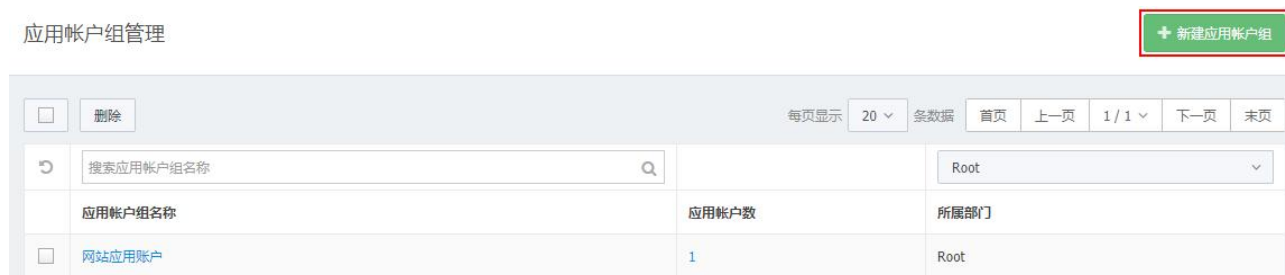 应用帐户组管理 新建应用帐户组
删除 每页显示 20 条数据 首页 上一页 1 / 1 下一页 末页
搜索应用帐户组名称 Root
应用帐户组名称 应用帐户数 所属部门
网站应用账户 1 Root